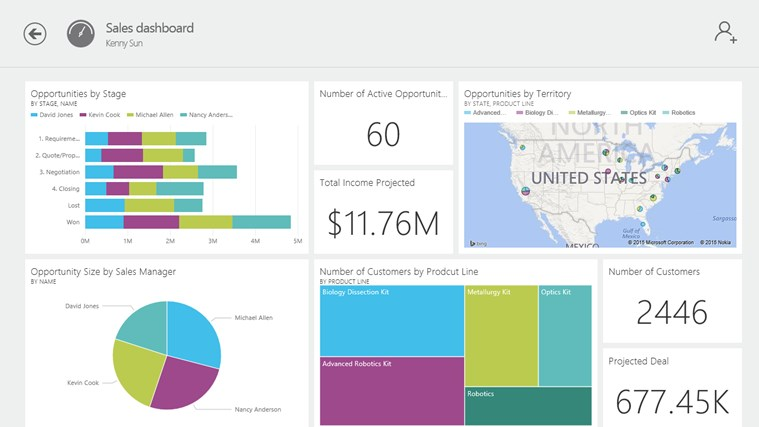 Sales dashboard
Kenny Sun
Opportunities by Stage
BY STAGE, NAME
David Jones Kevin Cook Michael Allen Nancy Anders...
1. Requireme...
2. Quote/Prop...
3. Negotiation
4. Closing
Lost
Won
0M 1M 2M 3M 4M 5M
Number of Active Opportunit...
60
Total Income Projected
$11.76M
Opportunities by Territory
BY STATE, PRODUCT LINE
Advanced... Biology Di... Metallurgy... Optics Kit Robotics
NORTH
AMERICA
UNITED STATES
Sargasso
Gulf of
Mexico
MEXICO
bing
© 2015 Microsoft Corporation © 2015 Nokia
Opportunity Size by Sales Manager
BY NAME
David Jones
Michael Allen
Kevin Cook
Nancy Anderson
Number of Customers by Prodcut Line
BY PRODUCT LINE
Biology Dissection Kit
Metallurgy Kit
Optics Kit
Advanced Robotics Kit
Robotics
Number of Customers
2446
Projected Deal
677.45K